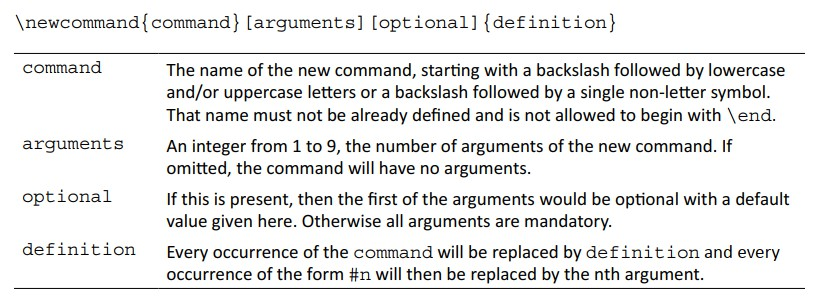 \newcommand{command}[arguments][optional]{definition}
command The name of the new command, starting with a backslash followed by lowercase
and/or uppercase letters or a backslash followed by a single non-letter symbol.
That name must not be already defined and is not allowed to begin with \end.
arguments An integer from 1 to 9, the number of arguments of the new command. If
omitted, the command will have no arguments.
optional If this is present, then the first of the arguments would be optional with a default
value given here. Otherwise all arguments are mandatory.
definition Every occurrence of the command will be replaced by definition and every
occurrence of the form #n will then be replaced by the nth argument.